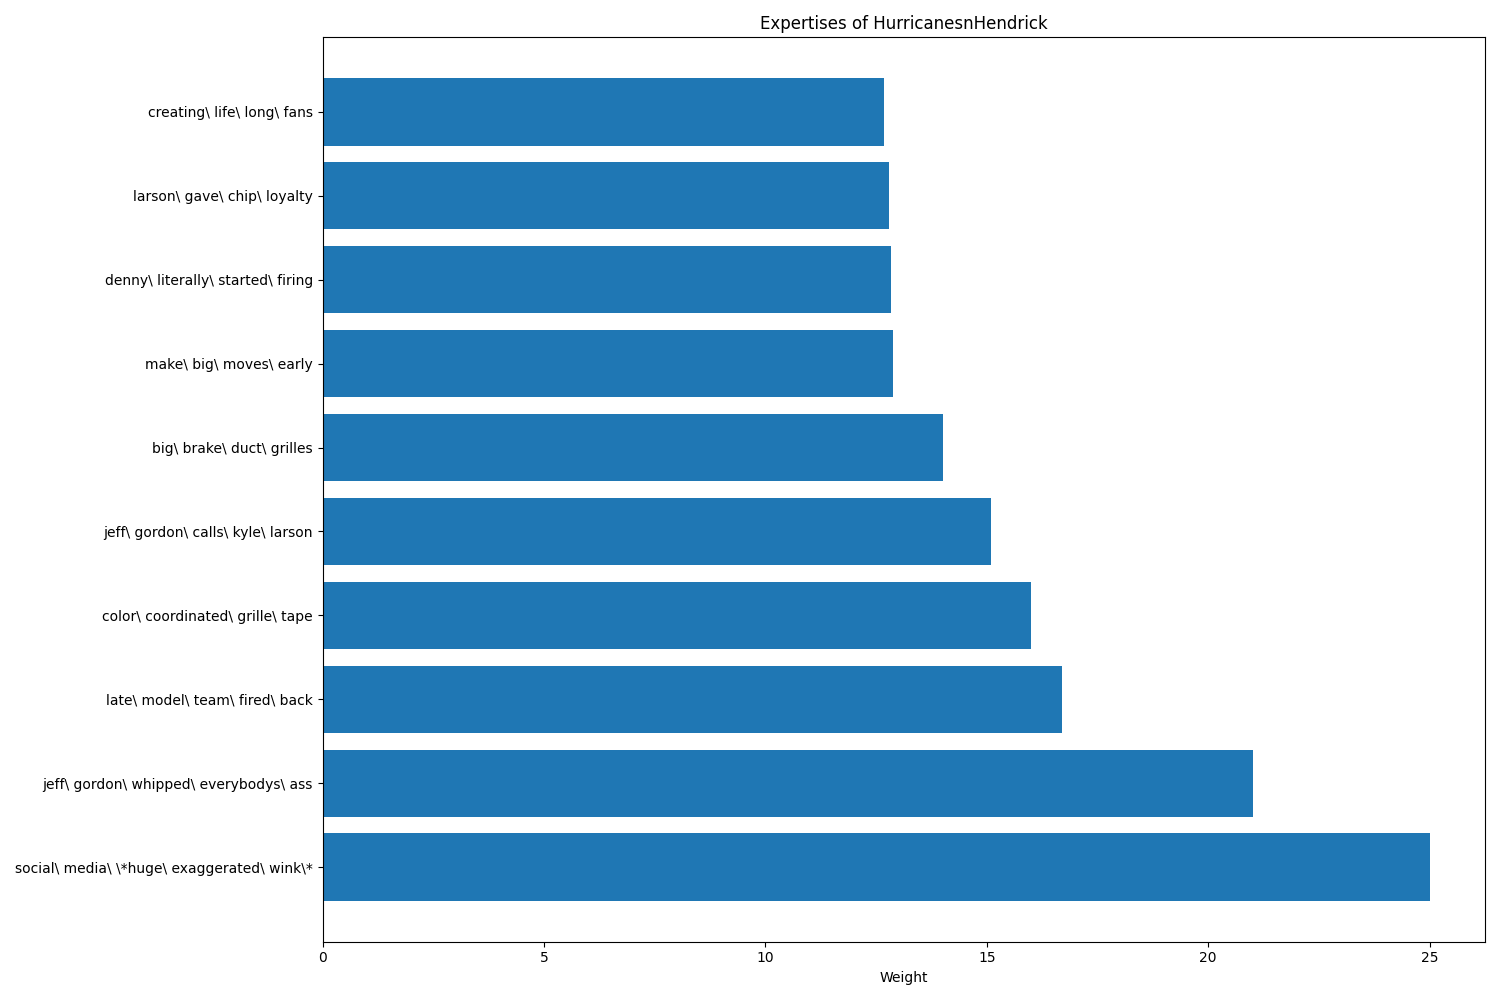 Expertises of HurricanesnHendrick
creating\ life\ long\ fans
larson\ gave\ chip\ loyalty
denny\ literally\ started\ firing
make\ big\ moves\ early
big\ brake\ duct\ grilles
jeff\ gordon\ calls\ kyle\ larson
color\ coordinated\ grille\ tape
late\ model\ team\ fired\ back
jeff\ gordon\ whipped\ everybodys\ ass
social\ media\ \*huge\ exaggerated\ wink\*
0 5 10 15 20 25
Weight